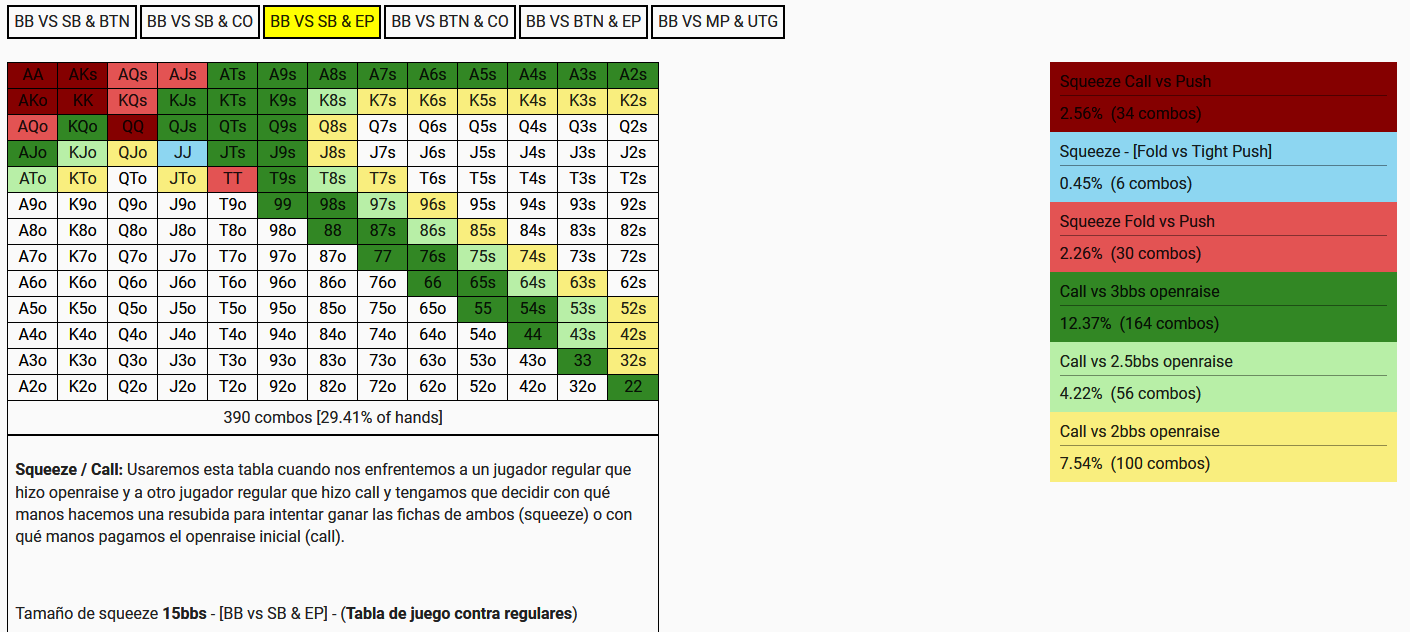 BB VS SB & BTN BB VS SB & CO BB VS SB & EP BB VS BTN & CO BB VS BTN & EP BB VS MP & UTG
AA AKs AQs AJs ATs A9s A8s A7s A6s A5s A4s A3s A2s
AKo KK KQs KJs KTs K9s K8s K7s K6s K5s K4s K3s K2s
AQo KQo QQ QJs QTs Q9s Q8s Q7s Q6s Q5s Q4s Q3s Q2s
AJo KJo QJo JJ JTs J9s J8s J7s J6s J5s J4s J3s J2s
ATo KTo QTo JTo TT T9s T8s T7s T6s T5s T4s T3s T2s
A9o K9o Q9o J9o T9o 99 98s 97s 96s 95s 94s 93s 92s
A8o K8o Q8o J8o T8o 98o 88 87s 86s 85s 84s 83s 82s
A7o K7o Q7o J7o T7o 97o 87o 77 76s 75s 74s 73s 72s
A6o K6o Q6o J6o T6o 96o 86o 76o 66 65s 64s 63s 62s
A5o K5o Q5o J5o T5o 95o 85o 75o 65o 55 54s 53s 52s
A4o K4o Q4o J4o T4o 94o 84o 74o 64o 54o 44 43s 42s
A3o K3o Q3o J3o T3o 93o 83o 73o 63o 53o 43o 33 32s
A2o K2o Q2o J2o T2o 92o 82o 72o 62o 52o 42o 32o 22
390 combos [29.41% of hands]
Squeeze / Call: Usaremos esta tabla cuando nos enfrentemos a un jugador regular que
hizo openraise y a otro jugador regular que hizo call y tengamos que decidir con qué
manos hacemos una resubida para intentar ganar las fichas de ambos (squeeze) o con
qué manos pagamos el openraise inicial (call).
Tamaño de squeeze 15bbs - [BB vs SB & EP] - (Tabla de juego contra regulares)
Squeeze Call vs Push
2.56% (34 combos)
Squeeze - [Fold vs Tight Push]
0.45% (6 combos)
Squeeze Fold vs Push
2.26% (30 combos)
Call vs 3bbs openraise
12.37% (164 combos)
Call vs 2.5bbs openraise
4.22% (56 combos)
Call vs 2bbs openraise
7.54% (100 combos)